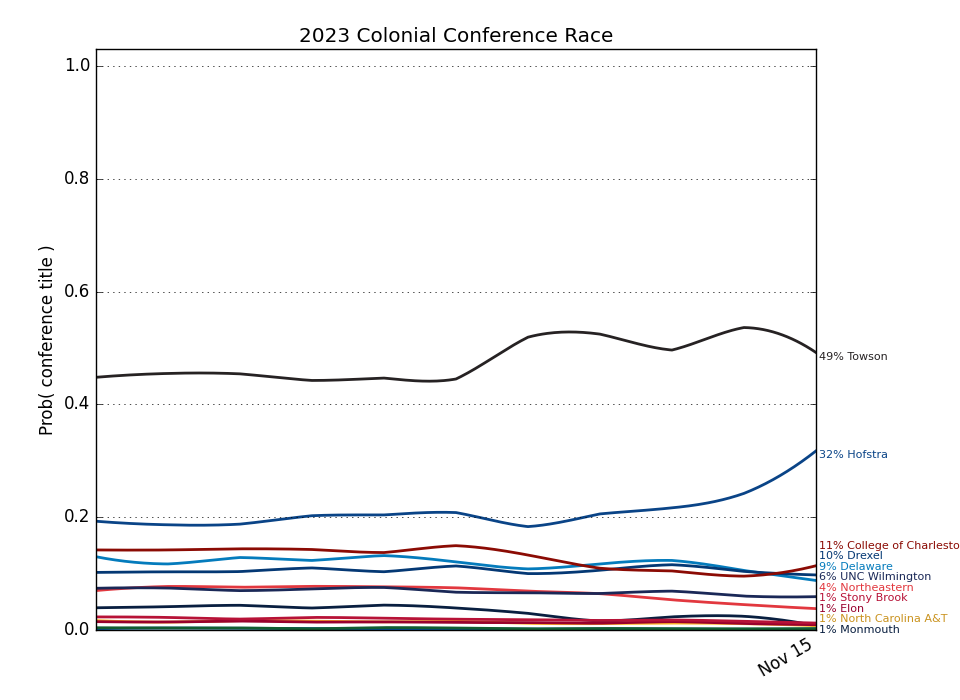 2023 Colonial Conference Race
Prob( conference title )
1.0
0.8
0.6
0.4
0.2
0.0
49% Towson
32% Hofstra
11% College of Charlesto
10% Drexel
9% Delaware
6% UNC Wilmington
4% Northeastern
1% Stony Brook
1% Elon
1% North Carolina A&T
1% Monmouth
Nov 15